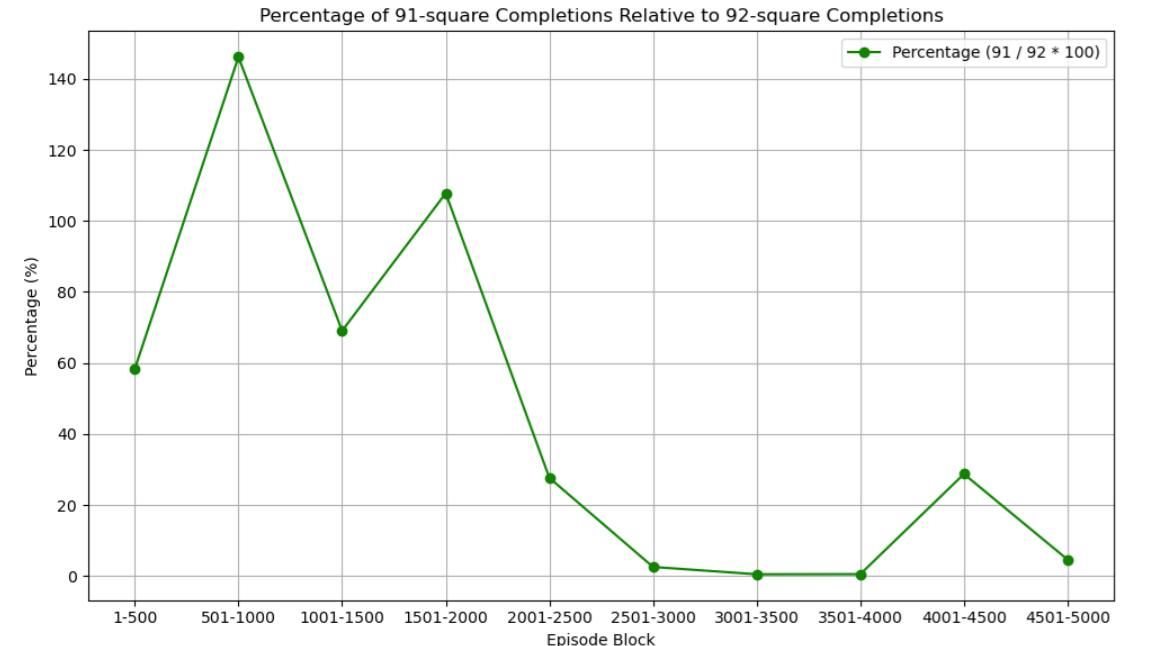 Percentage of 91-square Completions Relative to 92-square Completions
Percentage (91 / 92 * 100)
140
120
100
80
60
40
20
0
Percentage (%)
1-500 501-1000 1001-1500 1501-2000 2001-2500 2501-3000 3001-3500 3501-4000 4001-4500 4501-5000
Episode Block